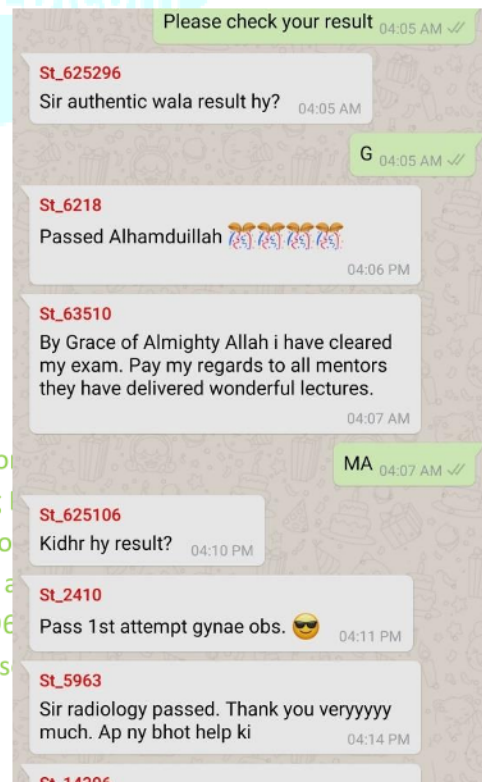 Please check your result 04:05 AM
St_625296
Sir authentic wala result hy? 04:05 AM
G 04:05 AM
St_6218
Passed Alhamduillah
04:06 PM
St_63510
By Grace of Almighty Allah i have cleared
my exam. Pay my regards to all mentors
they have delivered wonderful lectures.
04:07 AM
MA 04:07 AM
St_625106
Kidhr hy result? 04:10 PM
St_2410
Pass 1st attempt gynae obs. 😎 04:11 PM
St_5963
Sir radiology passed. Thank you veryyyyy
much. Ap ny bhot help ki 04:14 PM